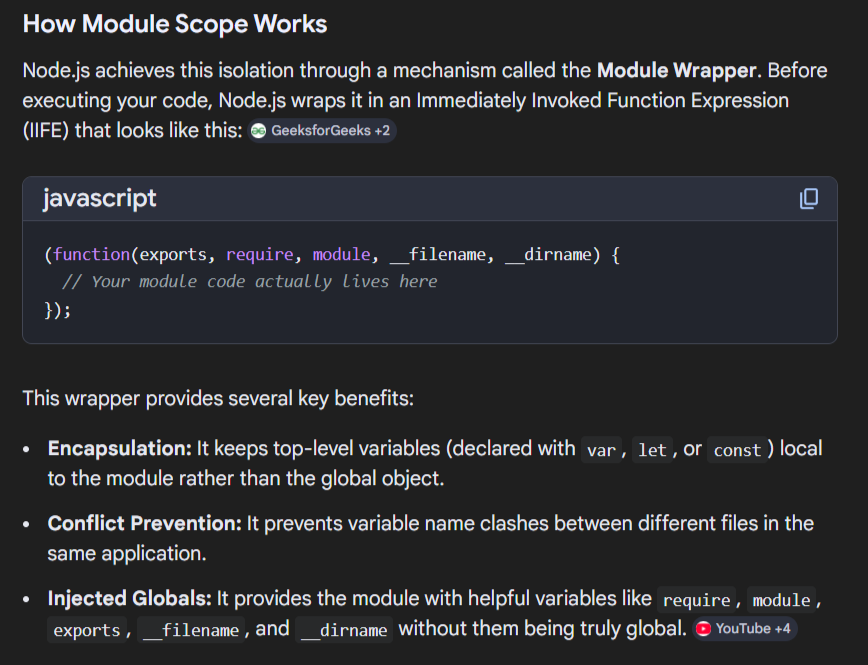 How Module Scope Works
Node.js achieves this isolation through a mechanism called the Module Wrapper. Before
executing your code, Node.js wraps it in an Immediately Invoked Function Expression
(IIFE) that looks like this: GeeksforGeeks +2
javascript
(function(exports, require, module, __filename, __dirname) {
  // Your module code actually lives here
});
This wrapper provides several key benefits:
• Encapsulation: It keeps top-level variables (declared with var, let, or const) local
to the module rather than the global object.
• Conflict Prevention: It prevents variable name clashes between different files in the
same application.
• Injected Globals: It provides the module with helpful variables like require, module,
exports, __filename, and __dirname without them being truly global. YouTube +4